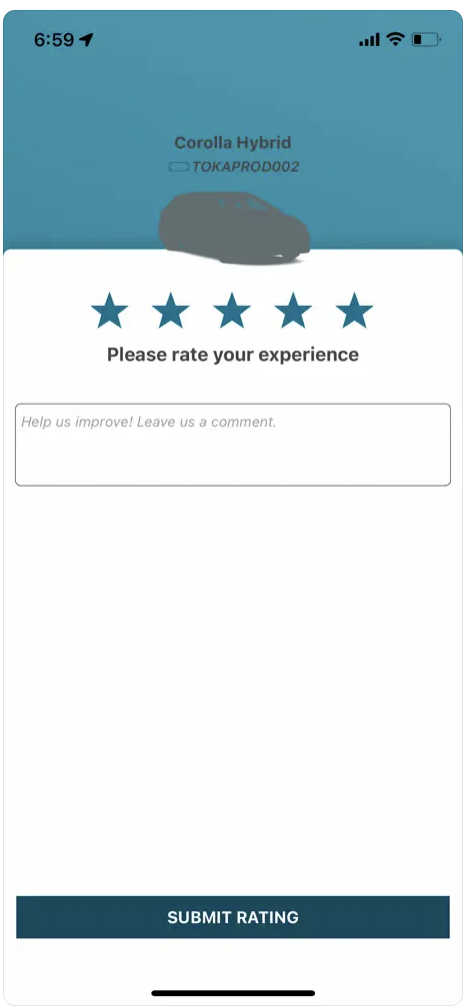 6:59
Corolla Hybrid
TOKAPROD002
Please rate your experience
Help us improve! Leave us a comment.
SUBMIT RATING